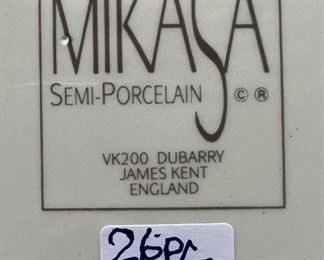 MIKASA
SEMI-PORCELAIN © ®
VK200 DUBARRY
JAMES KENT
ENGLAND
26pc